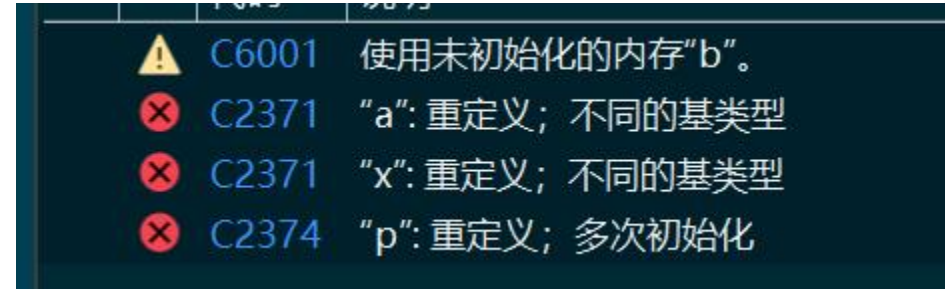 C6001 使用未初始化的内存“b”。
C2371 “a”: 重定义；不同的基类型
C2371 “x”: 重定义；不同的基类型
C2374 “p”: 重定义；多次初始化